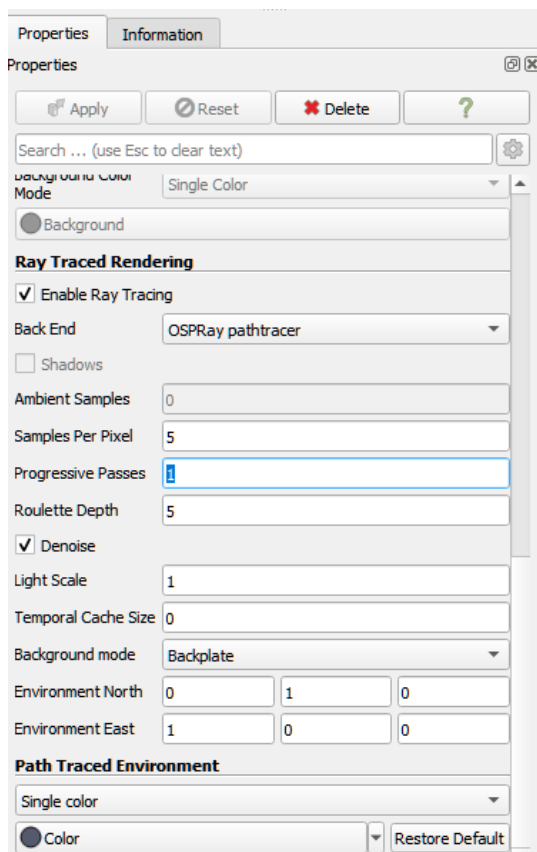 Properties Information
Properties
Apply Reset Delete ?
Search ... (use Esc to clear text)
Background Color
Mode Single Color
Background
Ray Traced Rendering
Enable Ray Tracing
Back End OSPRay pathtracer
Shadows
Ambient Samples 0
Samples Per Pixel 5
Progressive Passes 1
Roulette Depth 5
Denoise
Light Scale 1
Temporal Cache Size 0
Background mode Backplate
Environment North 0 1 0
Environment East 1 0 0
Path Traced Environment
Single color
Color Restore Default